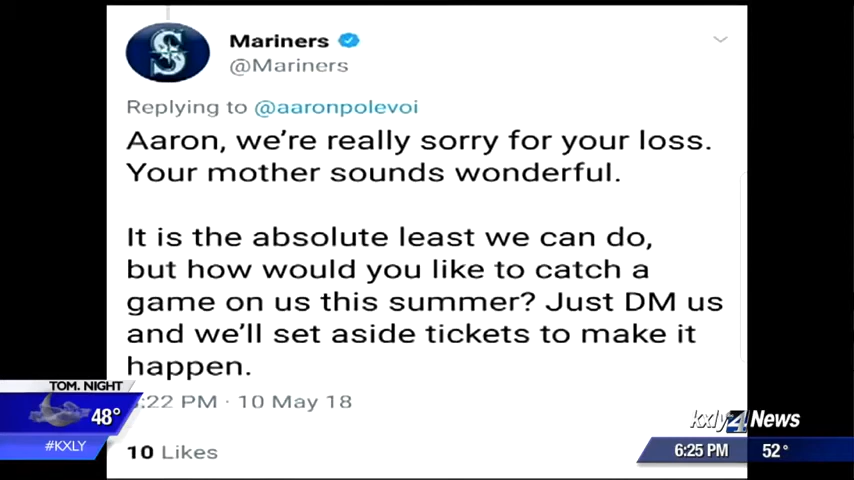 Mariners
@Mariners
Replying to @aaronpolevoi
Aaron, we're really sorry for your loss.
Your mother sounds wonderful.
It is the absolute least we can do,
but how would you like to catch a
game on us this summer? Just DM us
and we'll set aside tickets to make it
happen.
:22 PM · 10 May 18
10 Likes
TOM. NIGHT
48°
#KXLY
kxly4 News
6:25 PM 52°